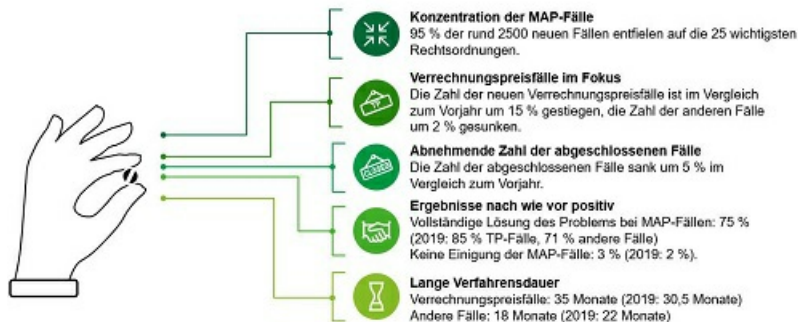 Konzentration der MAP-Fälle
95 % der rund 2500 neuen Fällen entfielen auf die 25 wichtigsten
Rechtsordnungen.
Verrechnungspreisfälle im Fokus
Die Zahl der neuen Verrechnungspreisfälle ist im Vergleich
zum Vorjahr um 15 % gestiegen, die Zahl der anderen Fälle
um 2 % gesunken.
TP
Abnehmende Zahl der abgeschlossenen Fälle
Die Zahl der abgeschlossenen Fälle sank um 5 % im
Vergleich zum Vorjahr.
CLOSED
Ergebnisse nach wie vor positiv
Vollständige Lösung des Problems bei MAP-Fällen: 75 %
(2019: 85 % TP-Fälle, 71 % andere Fälle)
Keine Einigung der MAP-Fälle: 3 % (2019: 2 %).
Lange Verfahrensdauer
Verrechnungspreisfälle: 35 Monate (2019: 30,5 Monate)
Andere Fälle: 18 Monate (2019: 22 Monate)